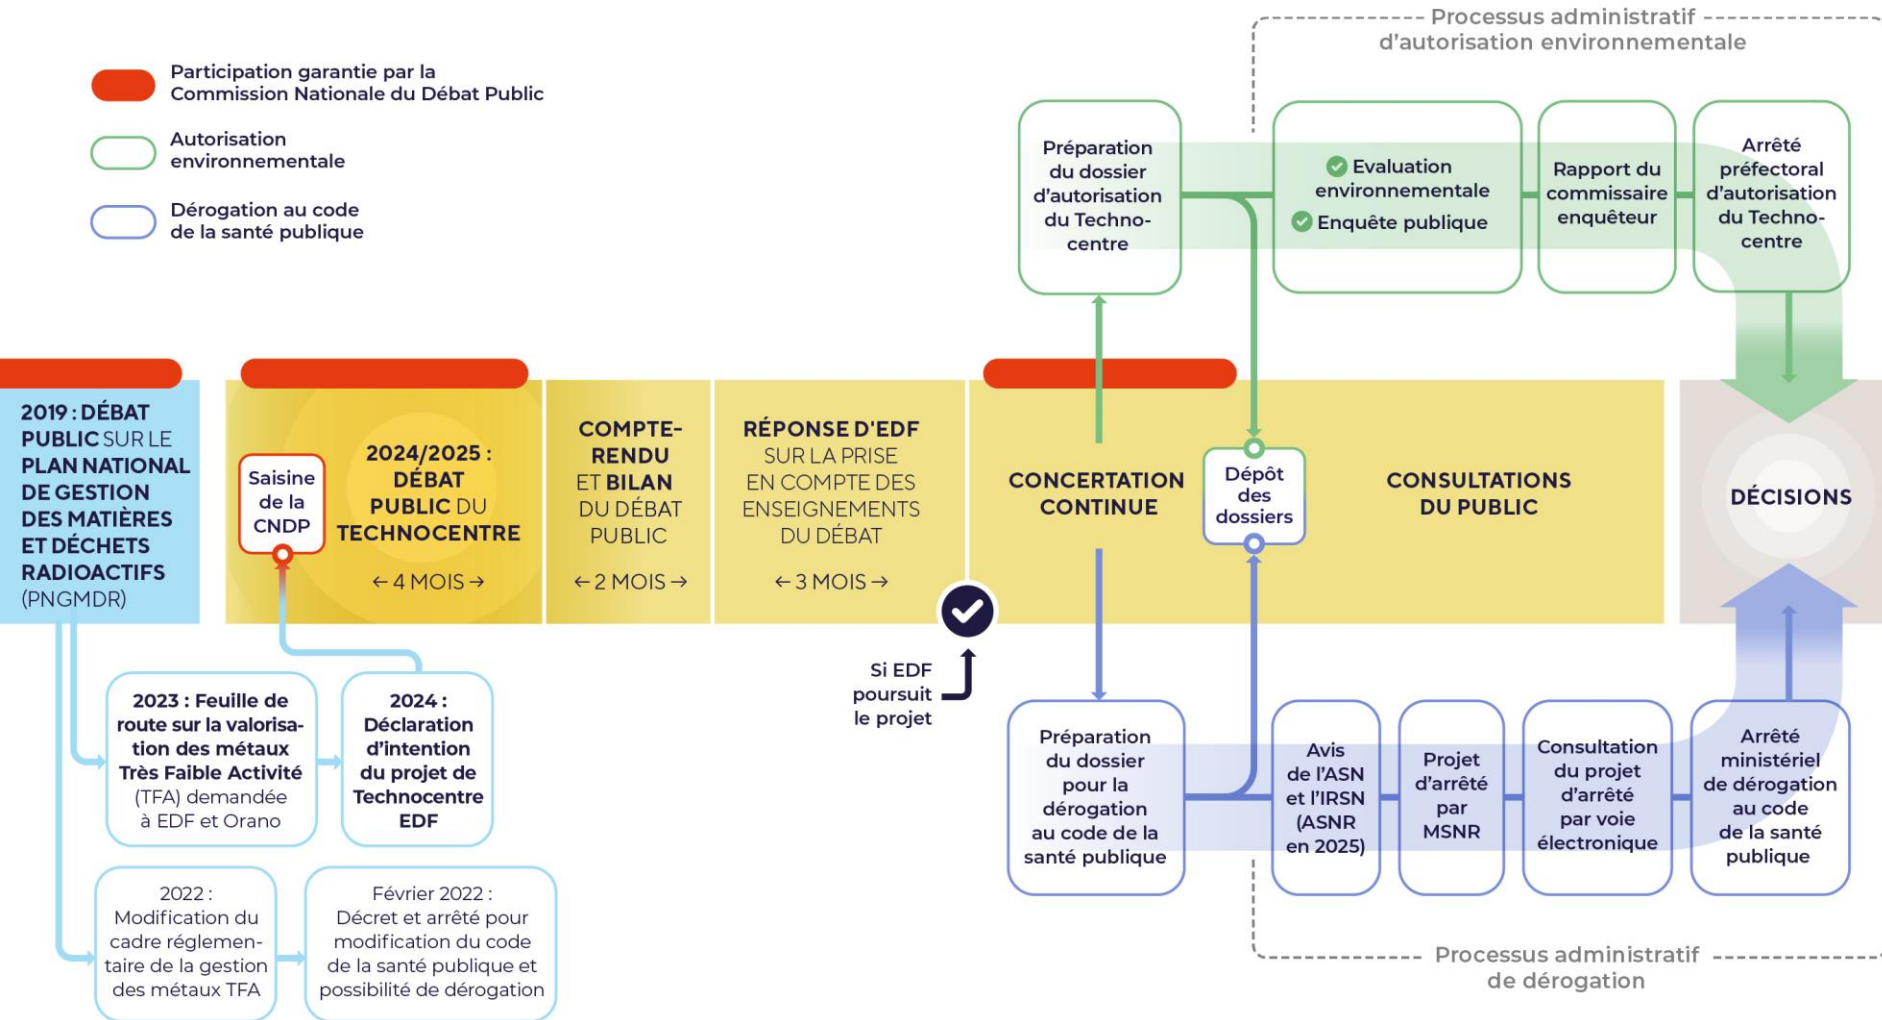 Processus administratif
d'autorisation environnementale
Participation garantie par la
Commission Nationale du Débat Public
Autorisation
environnementale
Dérogation au code
de la santé publique
Préparation
du dossier
d'autorisation
du Techno-
centre
Evaluation
environnementale
Enquête publique
Rapport du
commissaire
enquêteur
Arrêté
préfectoral
d'autorisation
du Techno-
centre
2019 : DÉBAT
PUBLIC SUR LE
PLAN NATIONAL
DE GESTION
DES MATIÈRES
ET DÉCHETS
RADIOACTIFS
(PNGMDR)
Saisine
de la
CNDP
2024/2025 :
DÉBAT
PUBLIC DU
TECHNOCENTRE
← 4 MOIS →
COMPTE-
RENDU
ET BILAN
DU DÉBAT
PUBLIC
← 2 MOIS →
RÉPONSE D'EDF
SUR LA PRISE
EN COMPTE DES
ENSEIGNEMENTS
DU DÉBAT
← 3 MOIS →
CONCERTATION
CONTINUE
Dépôt
des
dossiers
CONSULTATIONS
DU PUBLIC
DÉCISIONS
Si EDF
poursuit
le projet
2023 : Feuille de
route sur la valorisa-
tion des métaux
Très Faible Activité
(TFA) demandée
à EDF et Orano
2024 :
Déclaration
d'intention
du projet de
Technocentre
EDF
2022 :
Modification du
cadre réglemen-
taire de la gestion
des métaux TFA
Février 2022 :
Décret et arrêté pour
modification du code
de la santé publique et
possibilité de dérogation
Préparation
du dossier
pour la
dérogation
au code de la
santé publique
Avis
de l'ASN
et l'IRSN
(ASNR
en 2025)
Projet
d'arrêté
par
MSNR
Consultation
du projet
d'arrêté
par voie
électronique
Arrêté
ministériel
de dérogation
au code
de la santé
publique
Processus administratif
de dérogation